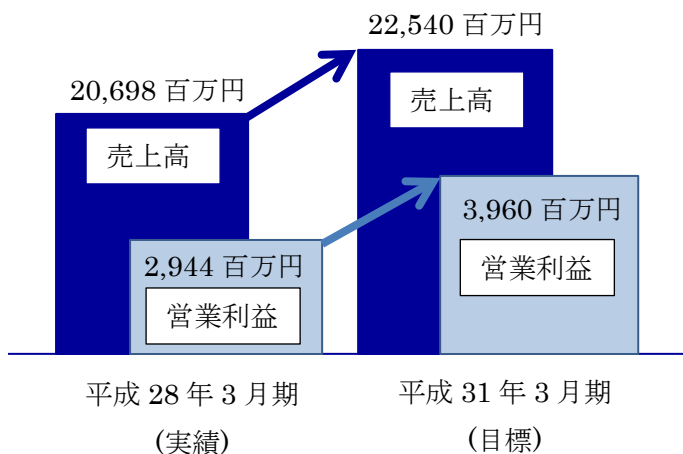 22,540 百万円
20,698 百万円
売上高
売上高
3,960 百万円
2,944 百万円
営業利益
営業利益
平成 28 年 3 月期
平成 31 年 3 月期
(実績)
(目標)